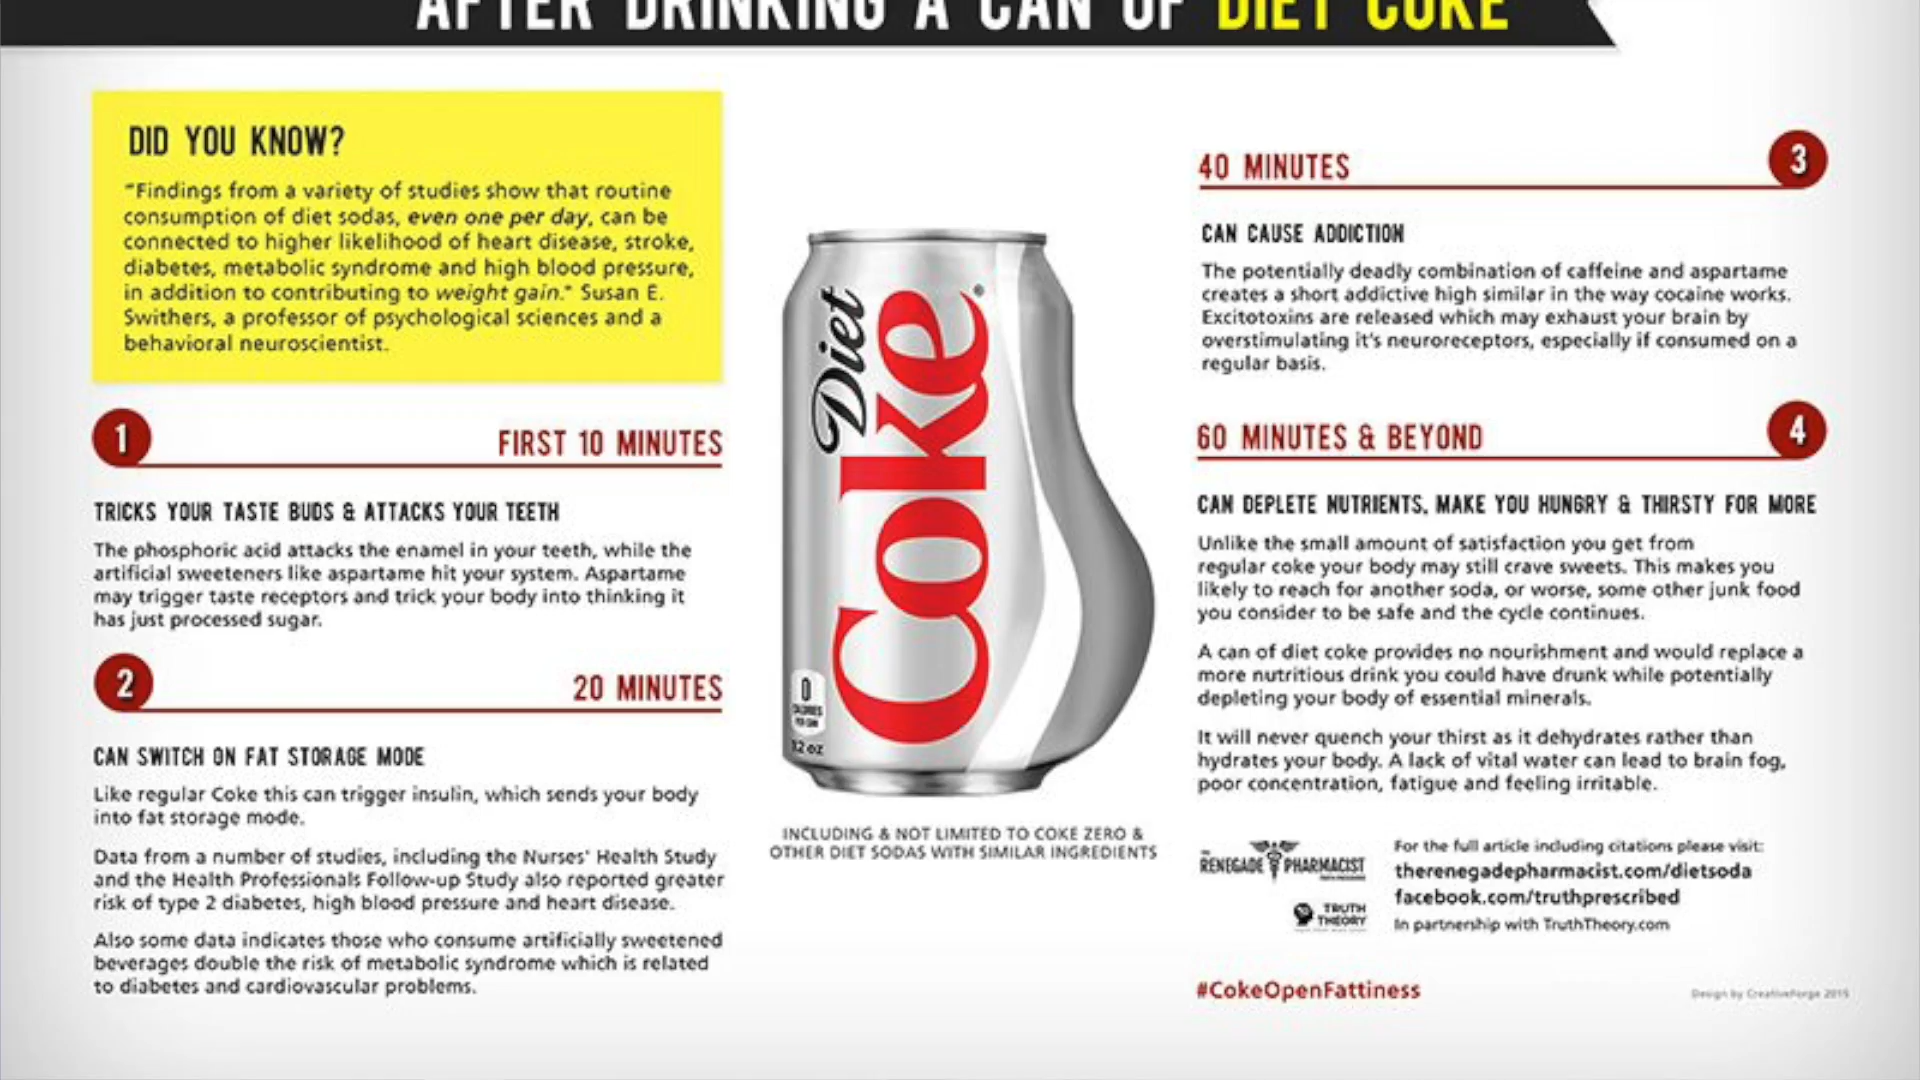 AFTER DRINKING A CAN OF DIET COKE
DID YOU KNOW?
"Findings from a variety of studies show that routine
consumption of diet sodas, even one per day, can be
connected to higher likelihood of heart disease, stroke,
diabetes, metabolic syndrome and high blood pressure,
in addition to contributing to weight gain." Susan E.
Swithers, a professor of psychological sciences and a
behavioral neuroscientist.
1
FIRST 10 MINUTES
TRICKS YOUR TASTE BUDS & ATTACKS YOUR TEETH
The phosphoric acid attacks the enamel in your teeth, while the
artificial sweeteners like aspartame hit your system. Aspartame
may trigger taste receptors and trick your body into thinking it
has just processed sugar.
2
20 MINUTES
CAN SWITCH ON FAT STORAGE MODE
Like regular Coke this can trigger insulin, which sends your body
into fat storage mode.
Data from a number of studies, including the Nurses' Health Study
and the Health Professionals Follow-up Study also reported greater
risk of type 2 diabetes, high blood pressure and heart disease.
Also some data indicates those who consume artificially sweetened
beverages double the risk of metabolic syndrome which is related
to diabetes and cardiovascular problems.
Diet
Coke
0
CALORIES
PER CAN
12 oz
INCLUDING & NOT LIMITED TO COKE ZERO &
OTHER DIET SODAS WITH SIMILAR INGREDIENTS
40 MINUTES
3
CAN CAUSE ADDICTION
The potentially deadly combination of caffeine and aspartame
creates a short addictive high similar in the way cocaine works.
Excitotoxins are released which may exhaust your brain by
overstimulating it's neuroreceptors, especially if consumed on a
regular basis.
60 MINUTES & BEYOND
4
CAN DEPLETE NUTRIENTS, MAKE YOU HUNGRY & THIRSTY FOR MORE
Unlike the small amount of satisfaction you get from
regular coke your body may still crave sweets. This makes you
likely to reach for another soda, or worse, some other junk food
you consider to be safe and the cycle continues.
A can of diet coke provides no nourishment and would replace a
more nutritious drink you could have drunk while potentially
depleting your body of essential minerals.
It will never quench your thirst as it dehydrates rather than
hydrates your body. A lack of vital water can lead to brain fog,
poor concentration, fatigue and feeling irritable.
RENEGADE PHARMACIST
TRUTH
THEORY
For the full article including citations please visit:
therenegadepharmacist.com/dietsoda
facebook.com/truthprescribed
In partnership with TruthTheory.com
#CokeOpenFattiness
Design by CreativeForge 2015